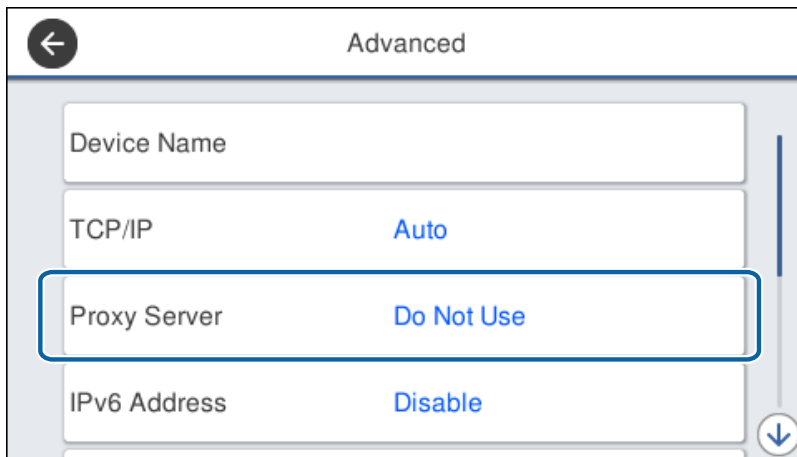 Advanced
Device Name
TCP/IP Auto
Proxy Server Do Not Use
IPv6 Address Disable